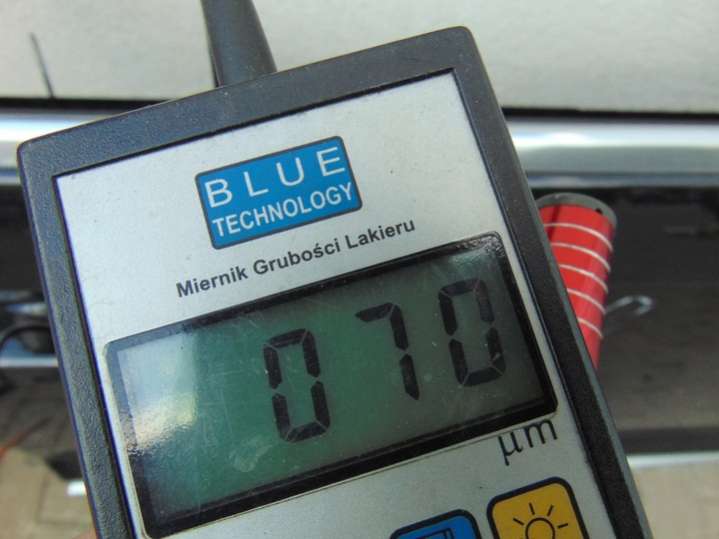 BLUE
TECHNOLOGY
Miernik Grubości Lakieru
070
μm